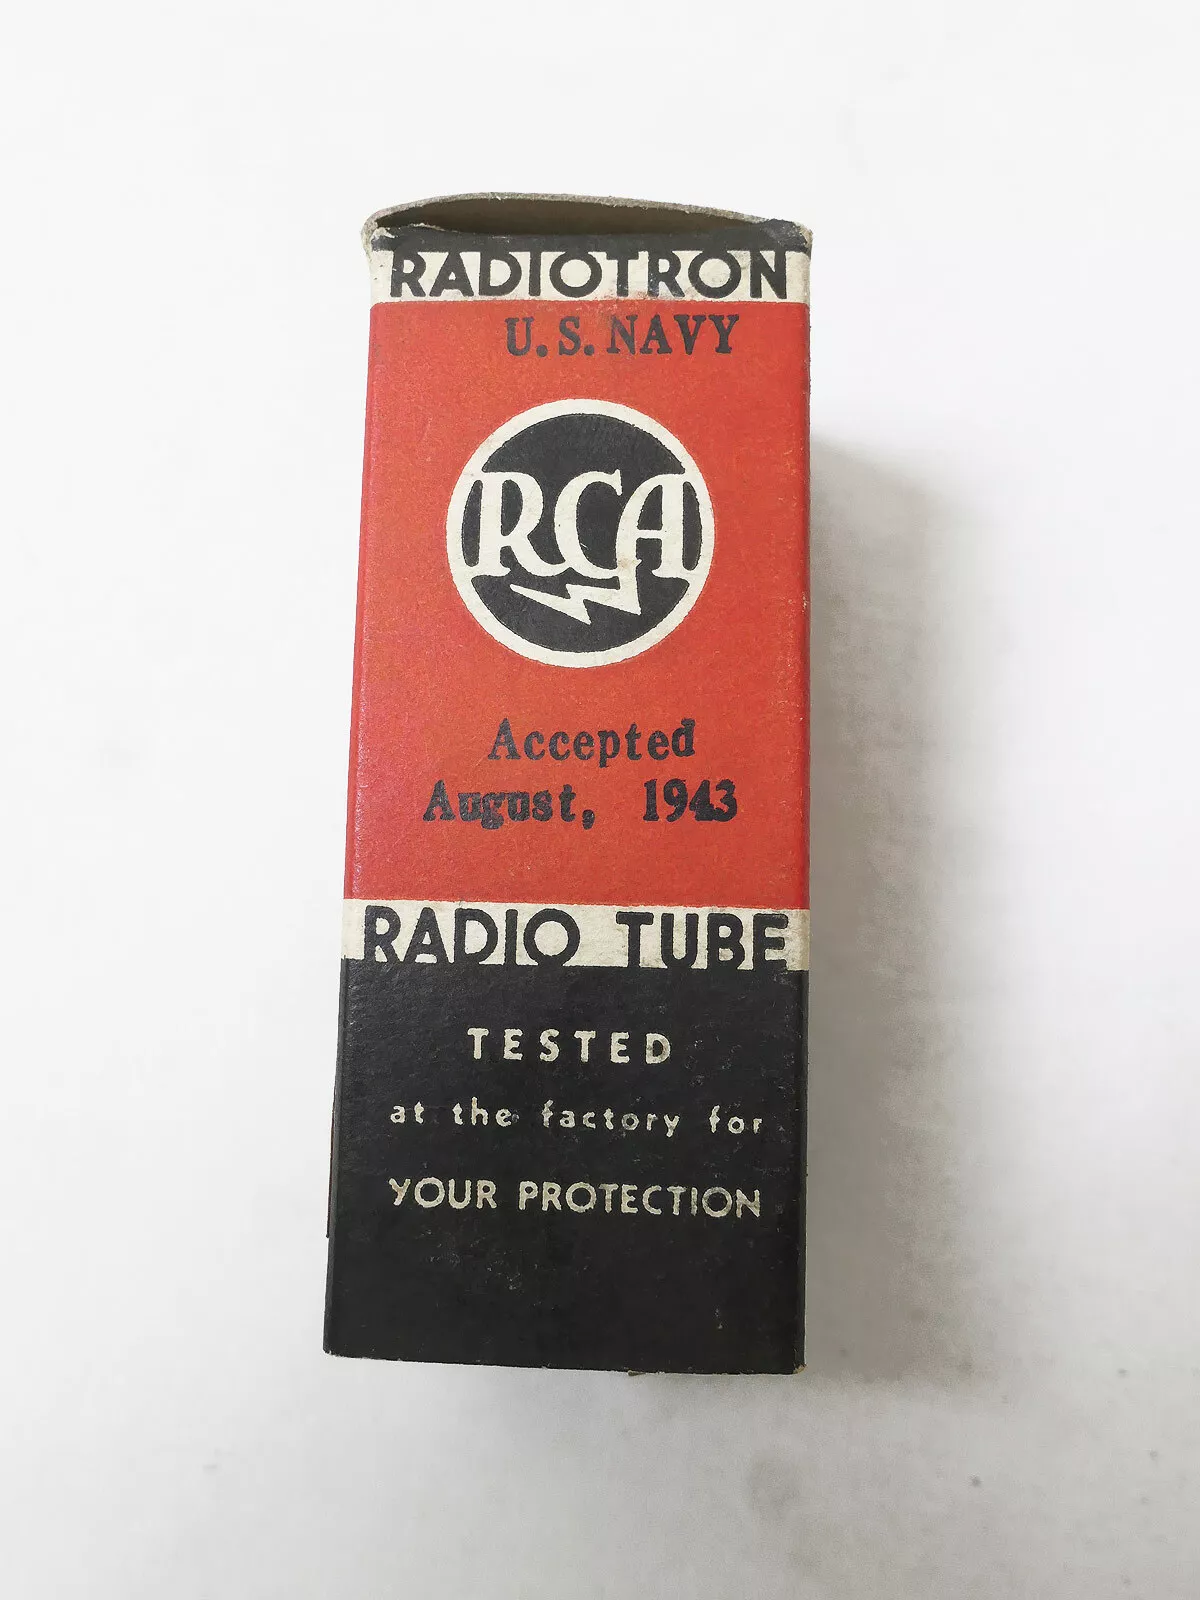 RADIOTRON
U.S. NAVY
RCA
Accepted
August, 1943
RADIO TUBE
TESTED
at the factory for
YOUR PROTECTION